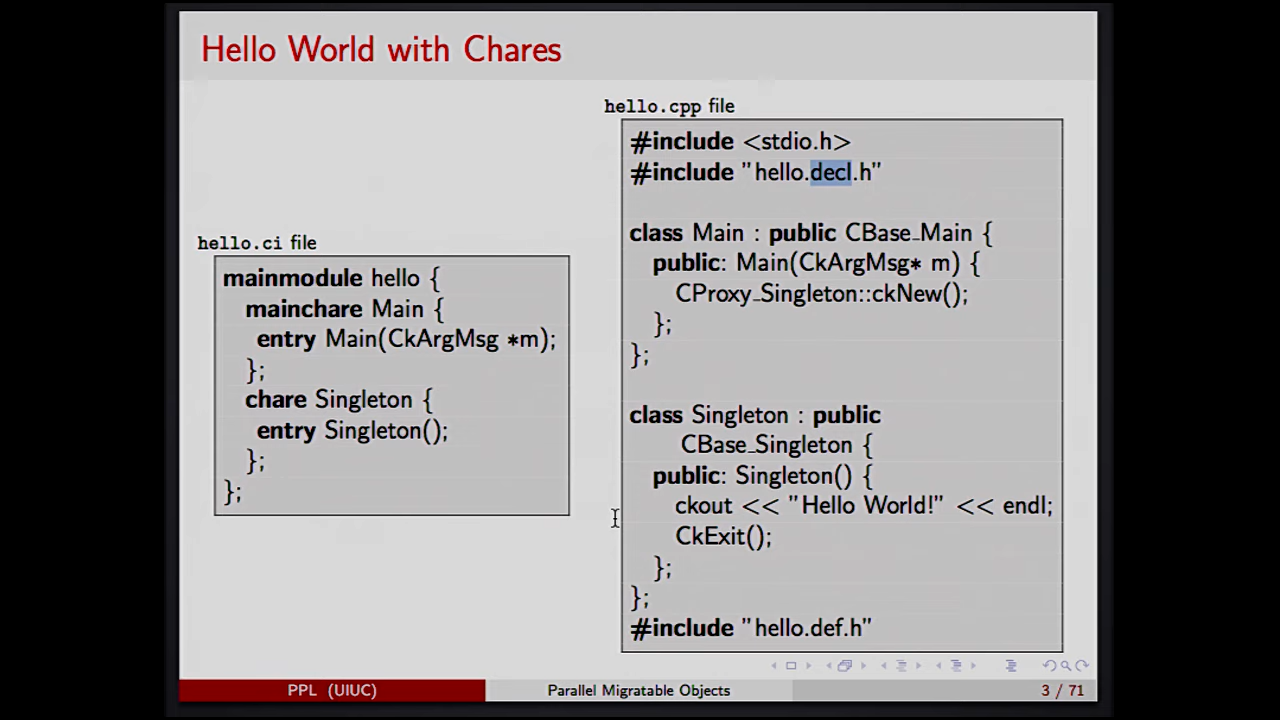 Hello World with Chares
hello.ci file
mainmodule hello {
mainchare Main {
entry Main(CkArgMsg *m);
};
chare Singleton {
entry Singleton();
};
};
hello.cpp file
#include <stdio.h>
#include "hello.decl.h"
class Main : public CBase_Main {
public: Main(CkArgMsg* m) {
CProxy_Singleton::ckNew();
};
};
class Singleton : public
CBase_Singleton {
public: Singleton() {
ckout << "Hello World!" << endl;
CkExit();
};
};
#include "hello.def.h"
PPL (UIUC)
Parallel Migratable Objects
3 / 71